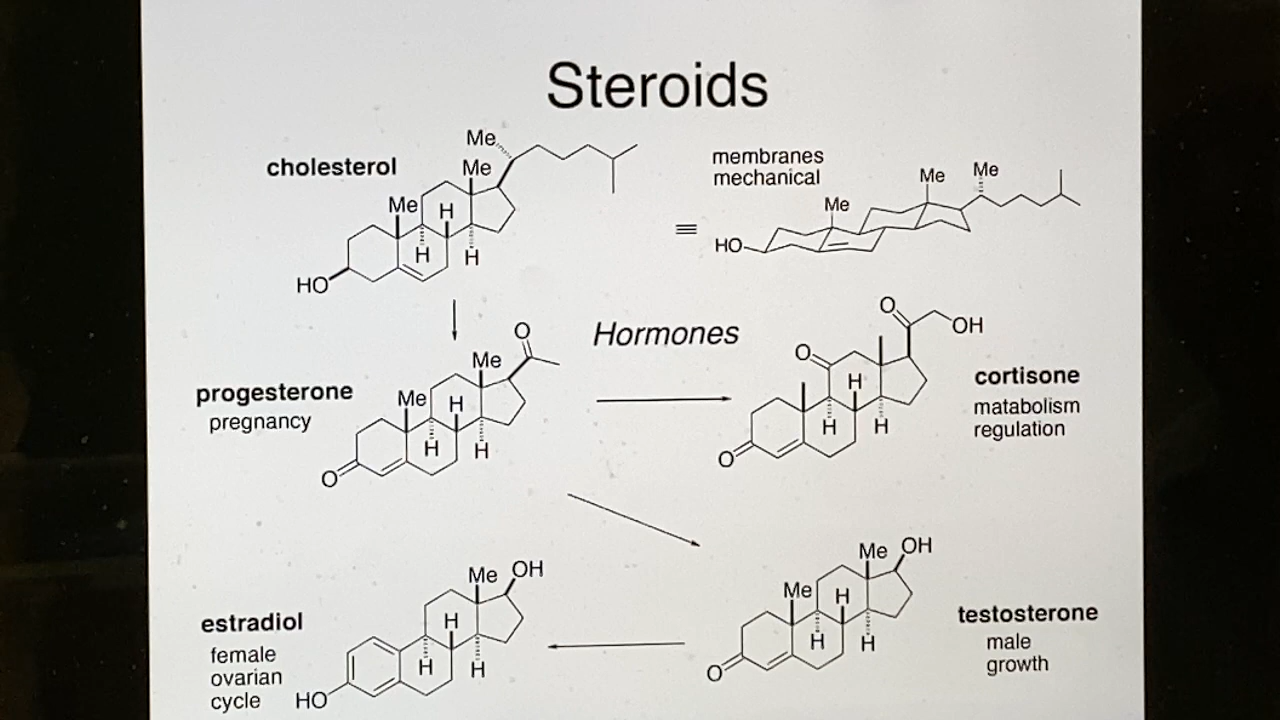 Steroids
cholesterol
Me
Me
Me
H
H
H
HO
membranes
mechanical
≡
Me
Me
Me
HO
Hormones
progesterone
pregnancy
O
Me
Me
H
H
H
O
O
OH
O
H
H
H
O
cortisone
matabolism
regulation
estradiol
female
ovarian
cycle
Me
OH
H
H
H
HO
Me
OH
Me
H
H
H
O
testosterone
male
growth